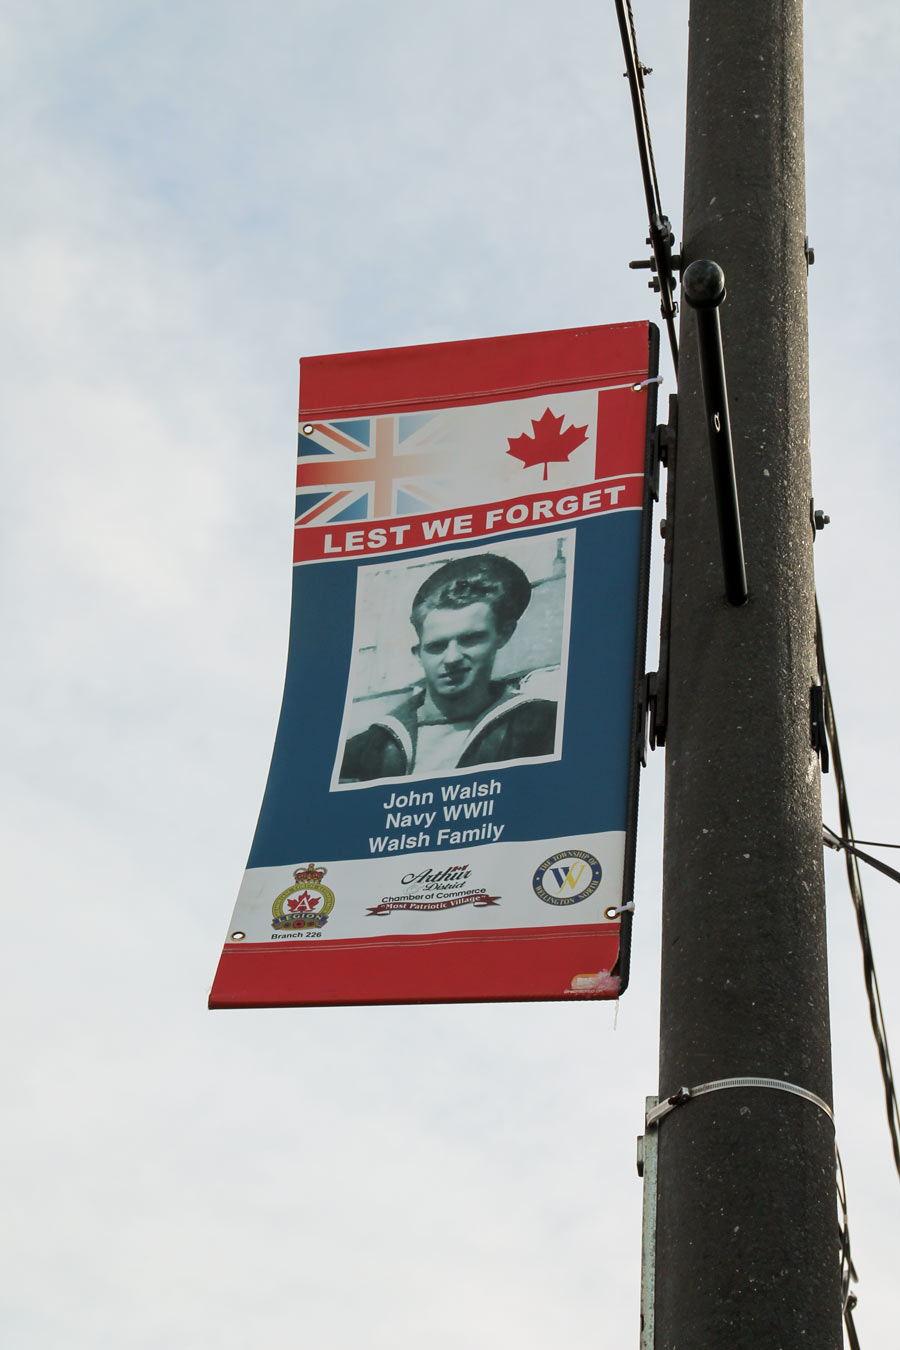 LEST WE FORGET
John Walsh
Navy WWII
Walsh Family
LEGION
Branch 226
Arthur
& District
Chamber of Commerce
"Most Patriotic Village"
THE TOWNSHIP OF
W
WELLINGTON NORTH